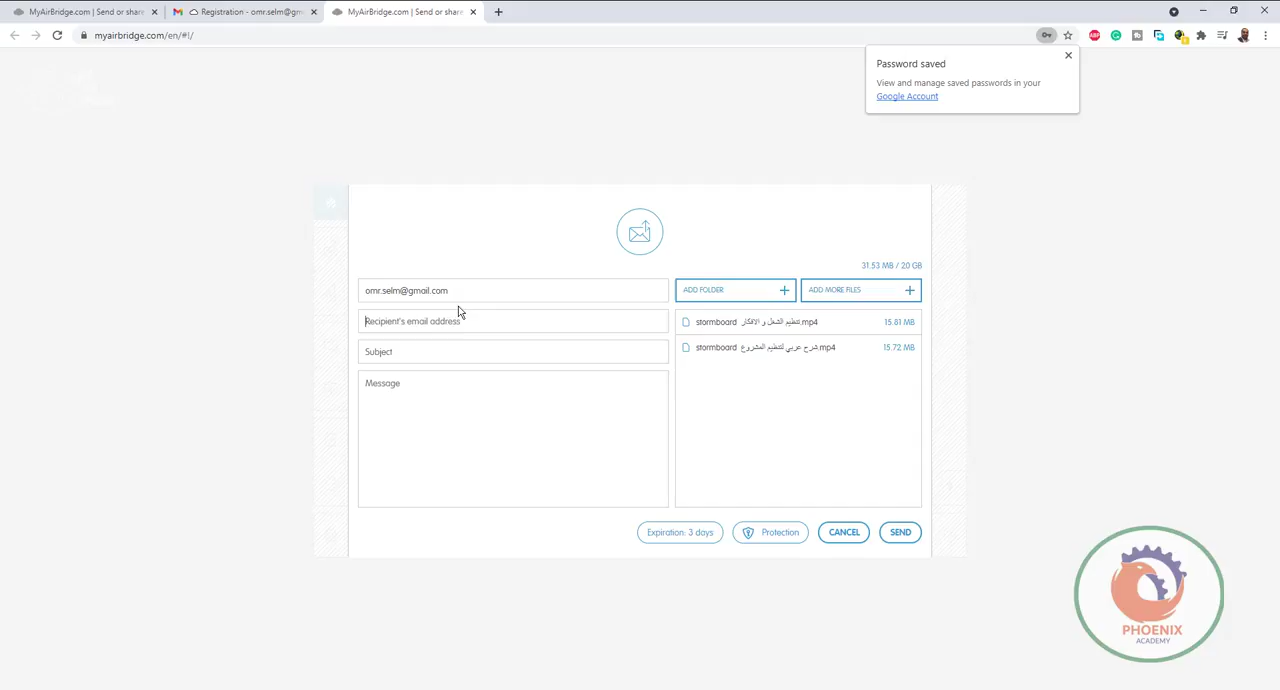 MyAirBridge.com | Send or share
Registration - omr.selm@gm
MyAirBridge.com | Send or share
myairbridge.com/en/#!/
Password saved
View and manage saved passwords in your
Google Account
31.53 MB / 20 GB
omr.selm@gmail.com
ADD FOLDER
ADD MORE FILES
Recipient's email address
stormboard تنظيم الشغل و الافكار.mp4
15.81 MB
Subject
stormboard شرح عربي لتنظيم المشروع.mp4
15.72 MB
Message
Expiration: 3 days
Protection
CANCEL
SEND
PHOENIX
ACADEMY